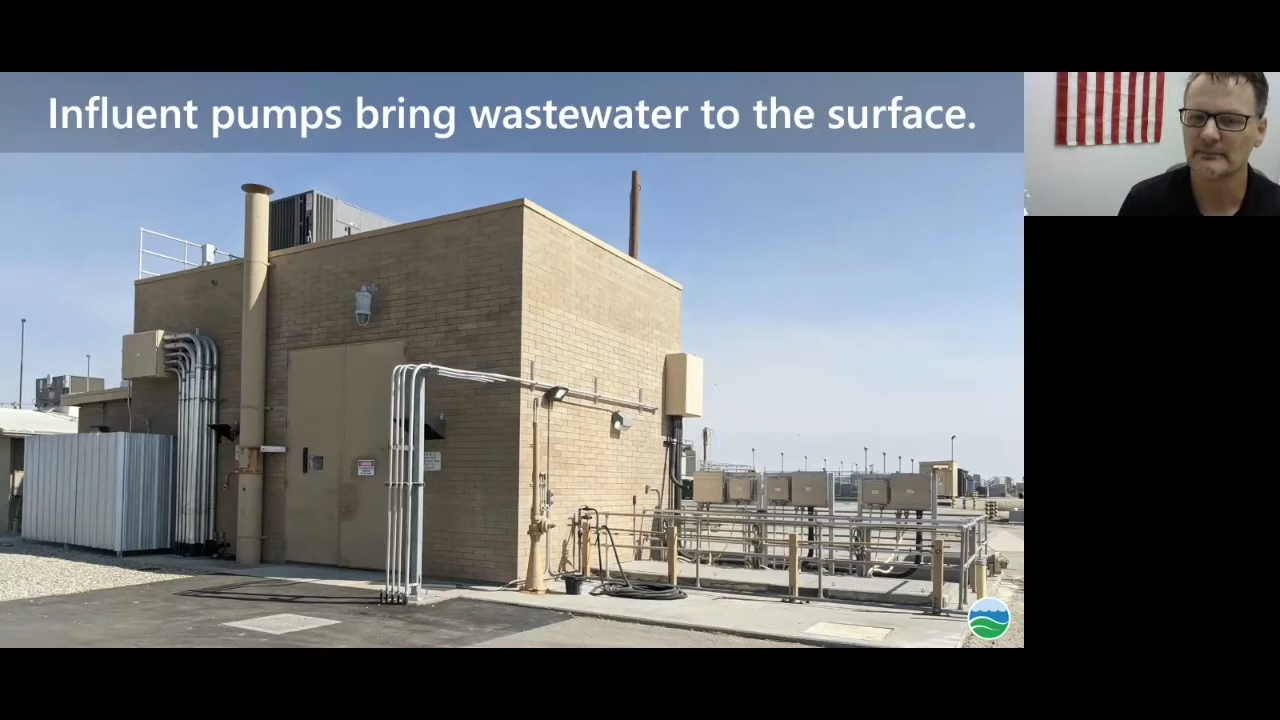 Influent pumps bring wastewater to the surface.